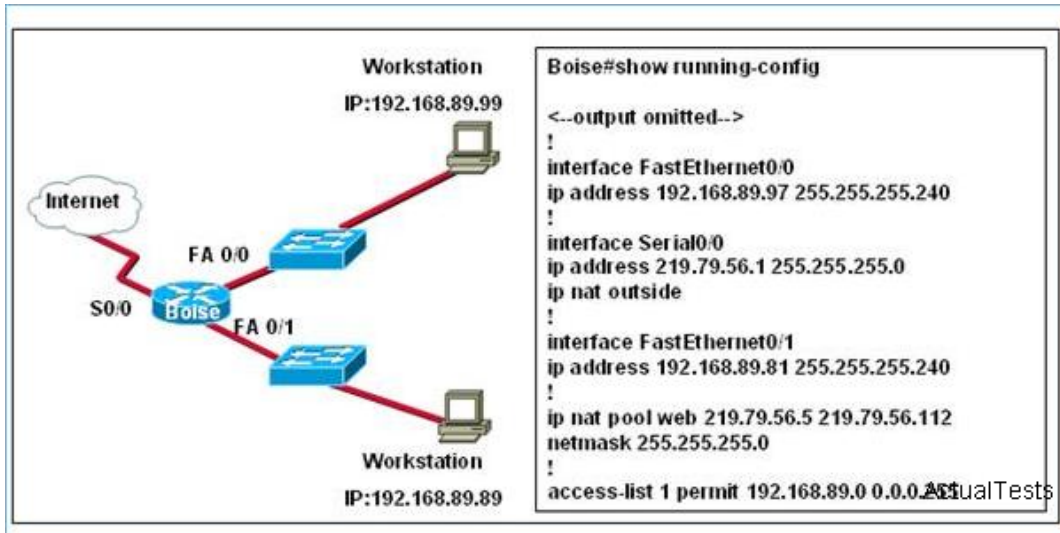 Workstation
IP:192.168.89.99
Internet
FA 0/0
S0/0
Boise
FA 0/1
Workstation
IP:192.168.89.89
Boise#show running-config
<--output omitted-->
!
interface FastEthernet0/0
ip address 192.168.89.97 255.255.255.240
!
interface Serial0/0
ip address 219.79.56.1 255.255.255.0
ip nat outside
!
interface FastEthernet0/1
ip address 192.168.89.81 255.255.255.240
!
ip nat pool web 219.79.56.5 219.79.56.112
netmask 255.255.255.0
!
access-list 1 permit 192.168.89.0 0.0.0.255
ActualTests